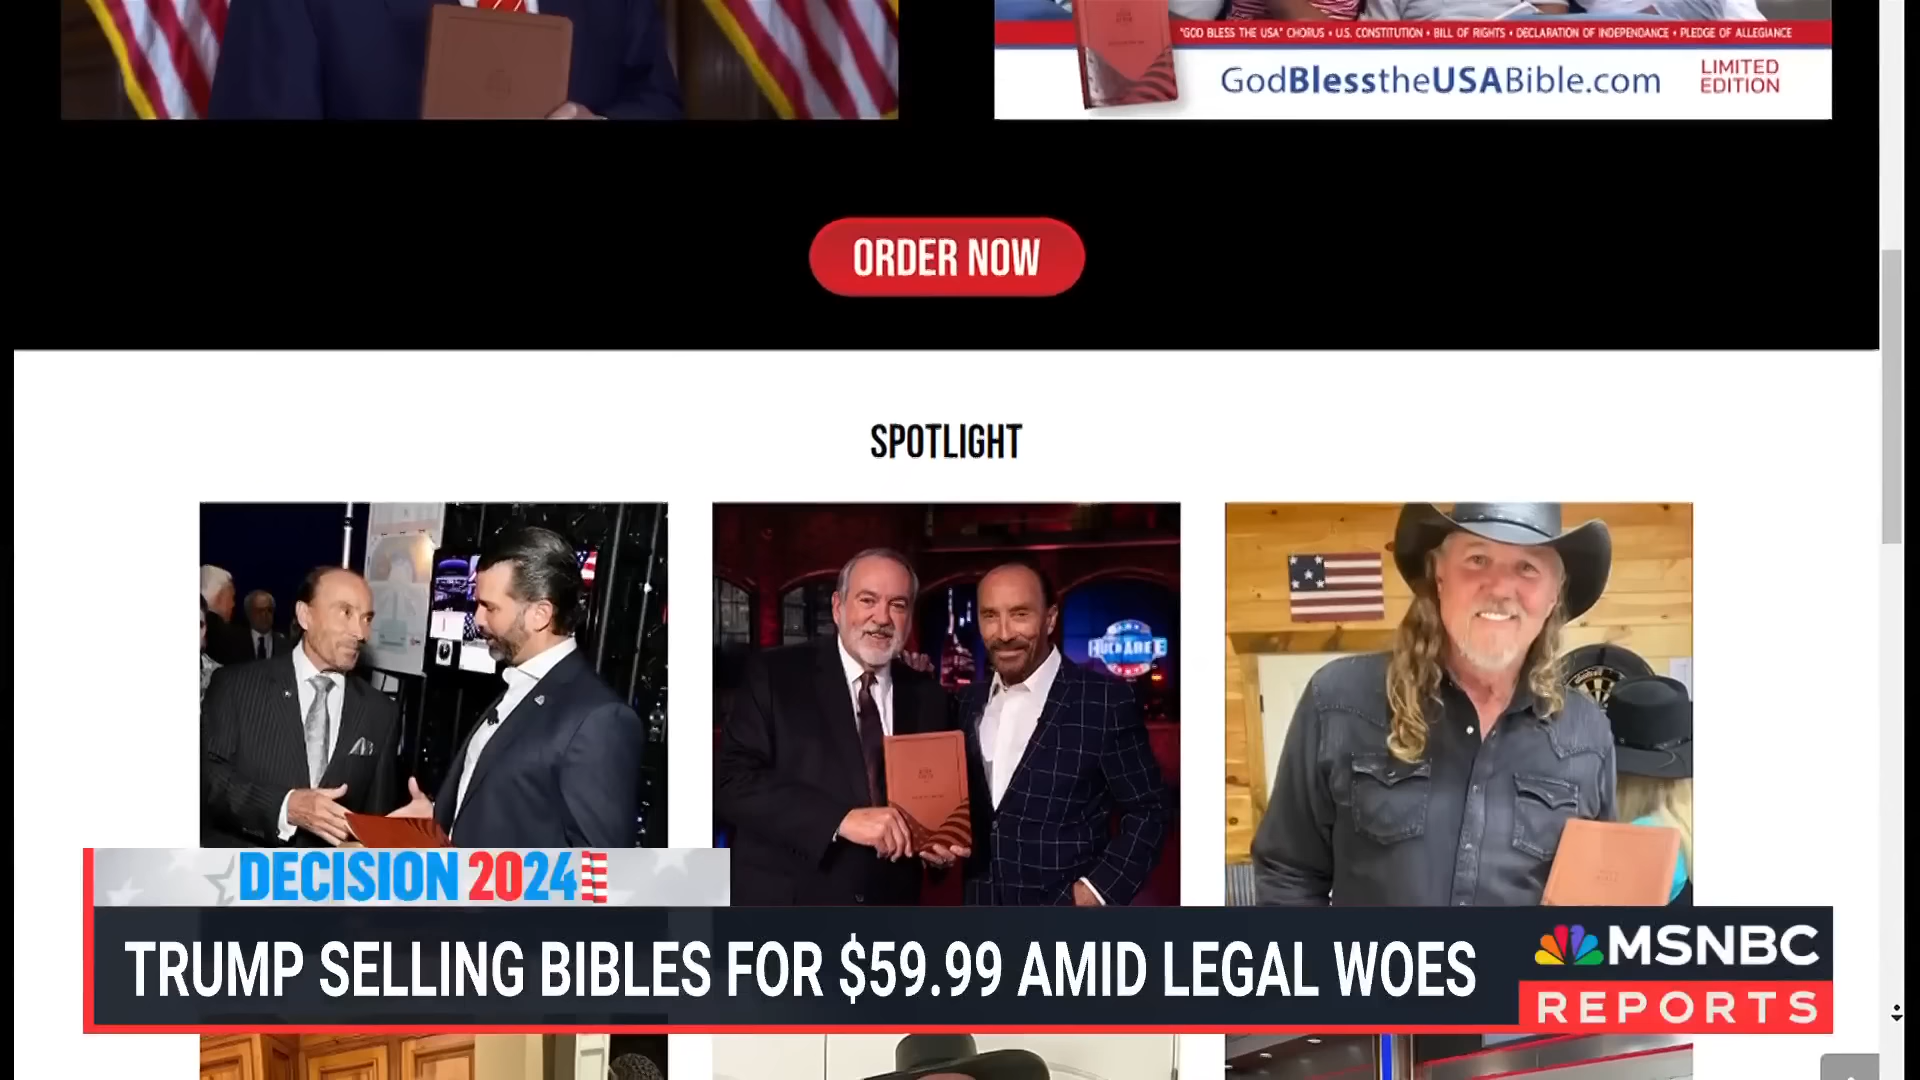 "GOD BLESS THE USA" CHORUS • U.S. CONSTITUTION • BILL OF RIGHTS • DECLARATION OF INDEPENDANCE • PLEDGE OF ALLEGIANCE
GodBlesstheUSABible.com
LIMITED
EDITION
ORDER NOW
SPOTLIGHT
HUCKABEE
DECISION 2024
TRUMP SELLING BIBLES FOR $59.99 AMID LEGAL WOES
MSNBC
REPORTS